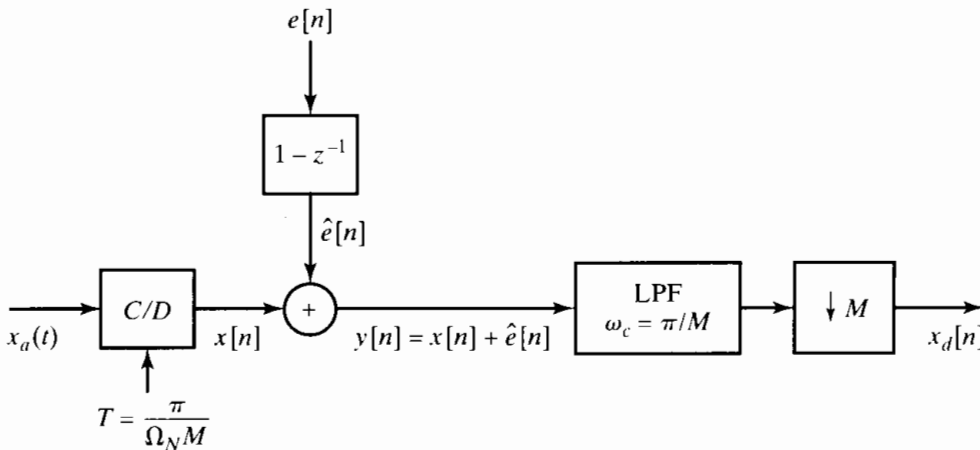 e[n]
1 − z⁻¹
ê[n]
C/D
+
LPF
ω_c = π/M
↓ M
x_a(t)
x[n]
y[n] = x[n] + ê[n]
x_d[n]
T = π/(Ω_N M)